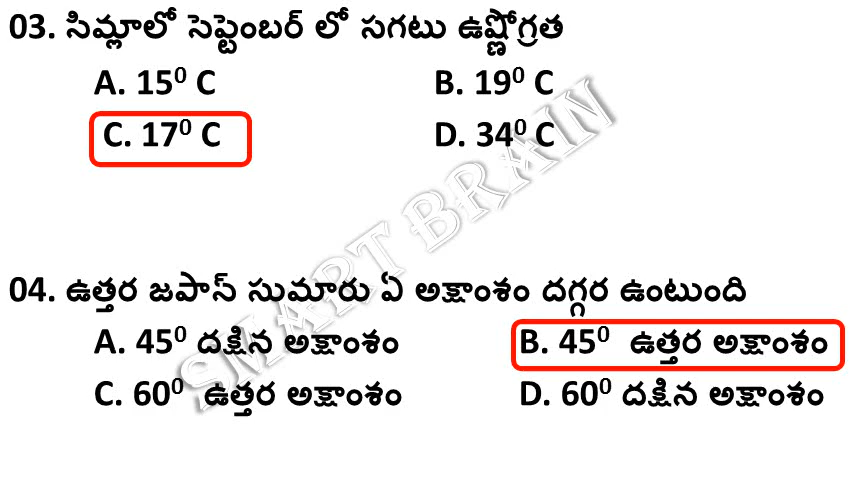 03. సిమ్లాలో సెప్టెంబర్ లో సగటు ఉష్ణోగ్రత
A. 15⁰ C B. 19⁰ C
C. 17⁰ C D. 34⁰ C
SMART BRAIN
04. ఉత్తర జపాన్ సుమారు ఏ అక్షాంశం దగ్గర ఉంటుంది
A. 45⁰ దక్షిన అక్షాంశం B. 45⁰ ఉత్తర అక్షాంశం
C. 60⁰ ఉత్తర అక్షాంశం D. 60⁰ దక్షిన అక్షాంశం